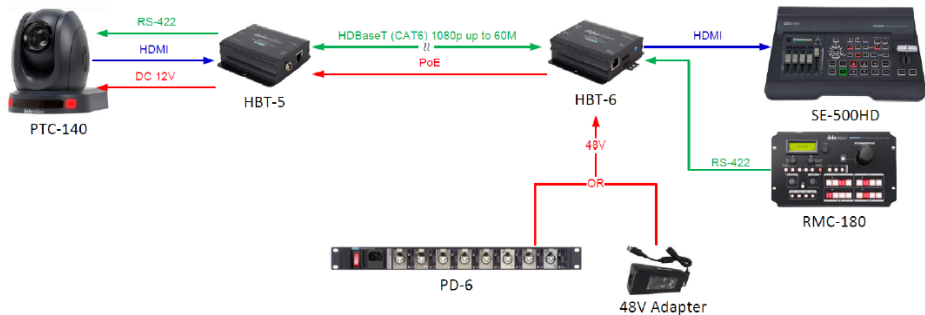 RS-422
HDMI
DC 12V
PTC-140
HBT-5
HDBaseT (CAT6) 1080p up to 60M
PoE
HBT-6
HDMI
SE-500HD
RS-422
RMC-180
48V
OR
PD-6
48V Adapter